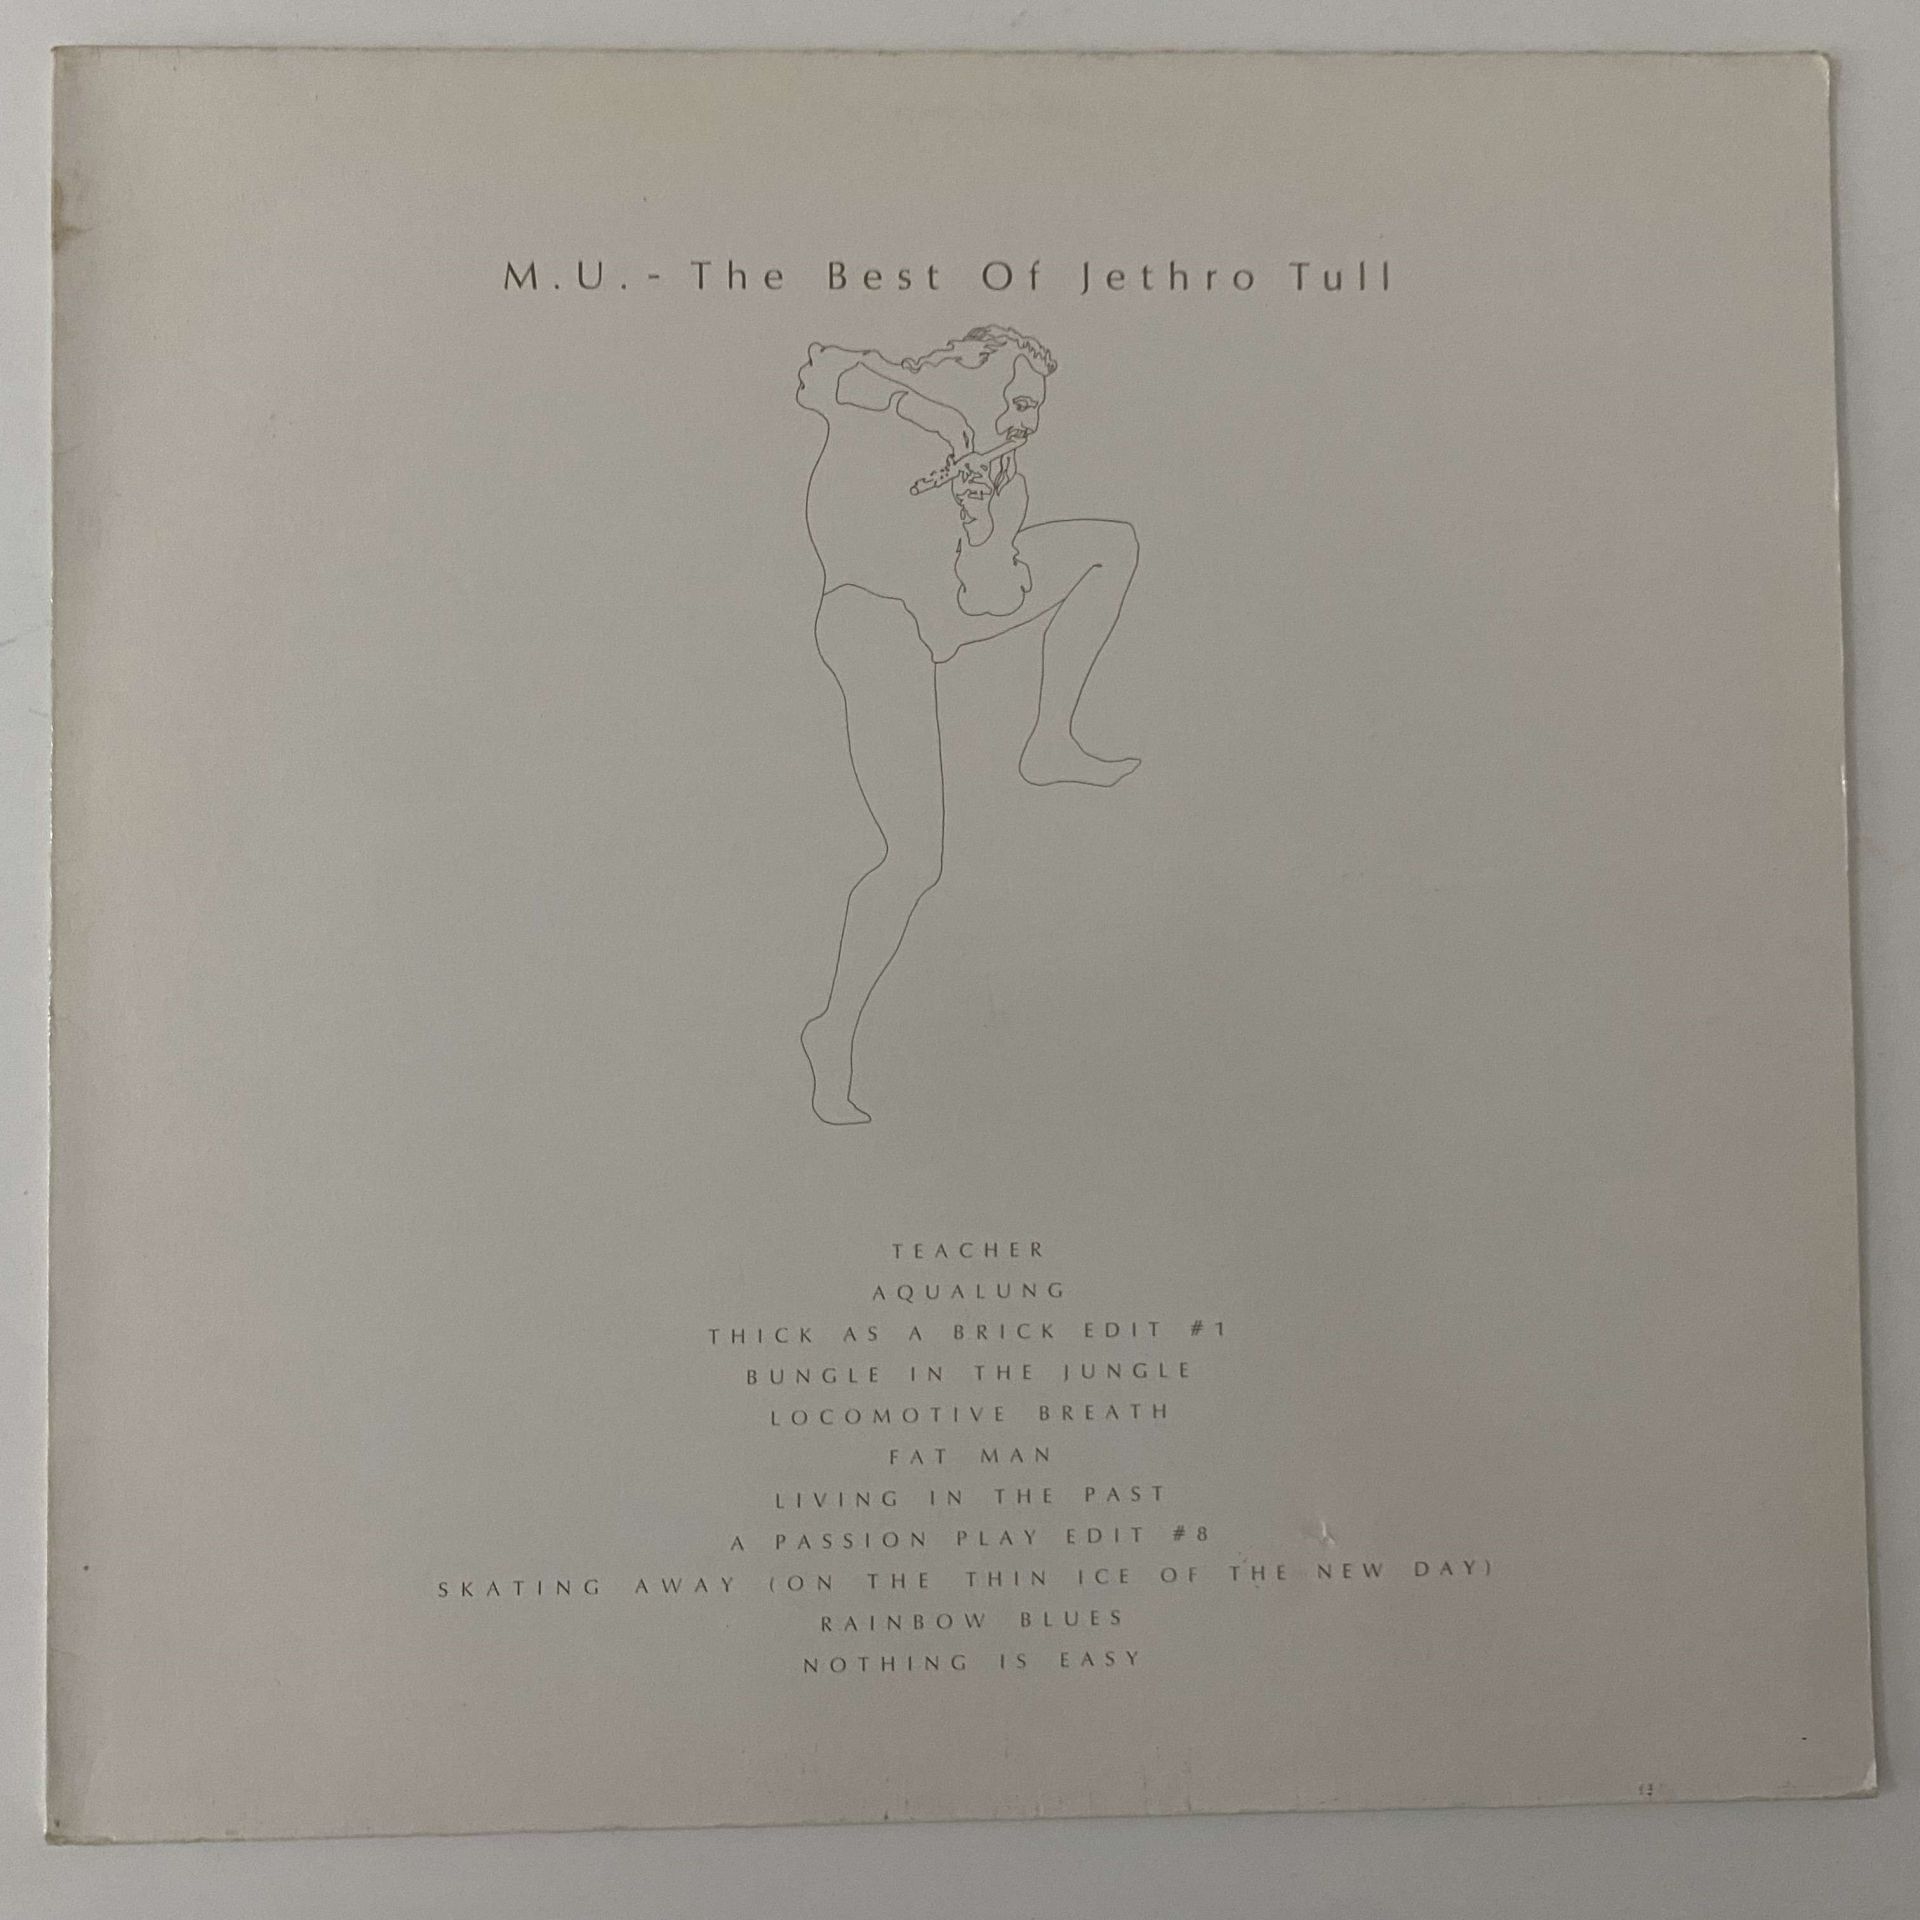 M.U. - The Best Of Jethro Tull
TEACHER
AQUALUNG
THICK AS A BRICK EDIT #1
BUNGLE IN THE JUNGLE
LOCOMOTIVE BREATH
FAT MAN
LIVING IN THE PAST
A PASSION PLAY EDIT #8
SKATING AWAY (ON THE THIN ICE OF THE NEW DAY)
RAINBOW BLUES
NOTHING IS EASY